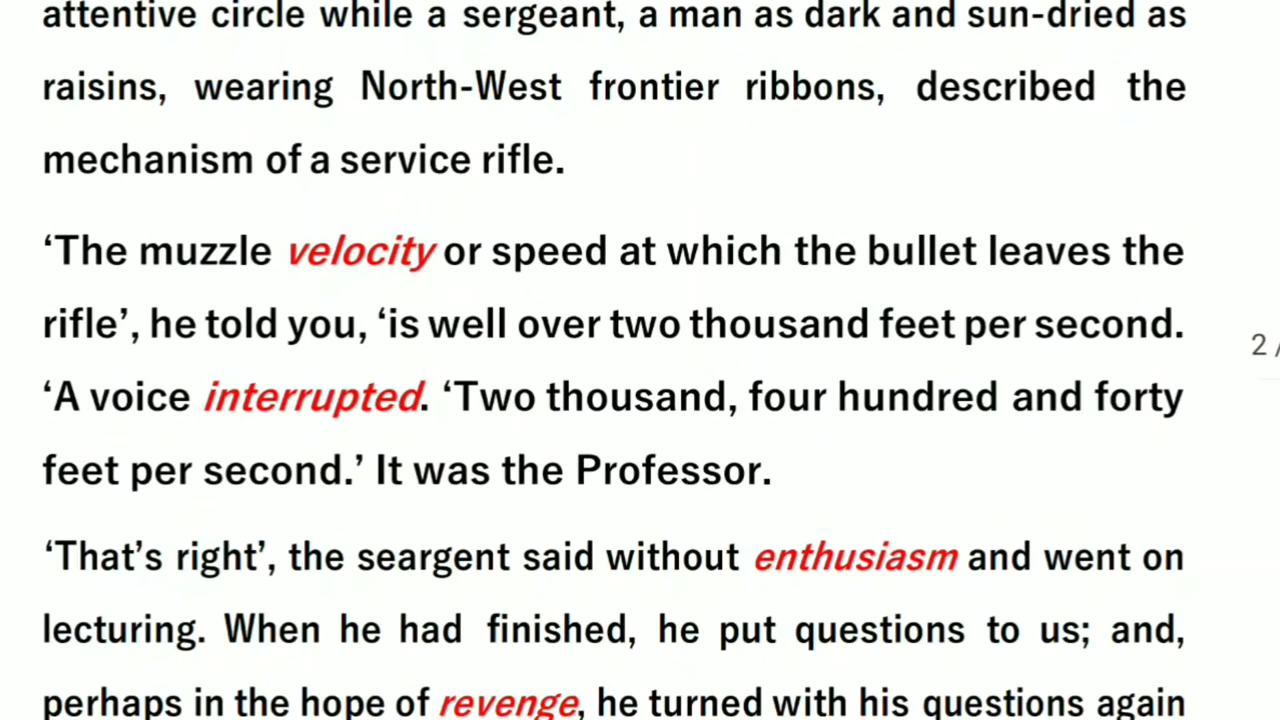 attentive circle while a sergeant, a man as dark and sun-dried as
raisins, wearing North-West frontier ribbons, described the
mechanism of a service rifle.
‘The muzzle velocity or speed at which the bullet leaves the
rifle’, he told you, ‘is well over two thousand feet per second.
‘A voice interrupted. ‘Two thousand, four hundred and forty
feet per second.’ It was the Professor.
‘That’s right’, the seargent said without enthusiasm and went on
lecturing. When he had finished, he put questions to us; and,
perhaps in the hope of revenge, he turned with his questions again
2 /